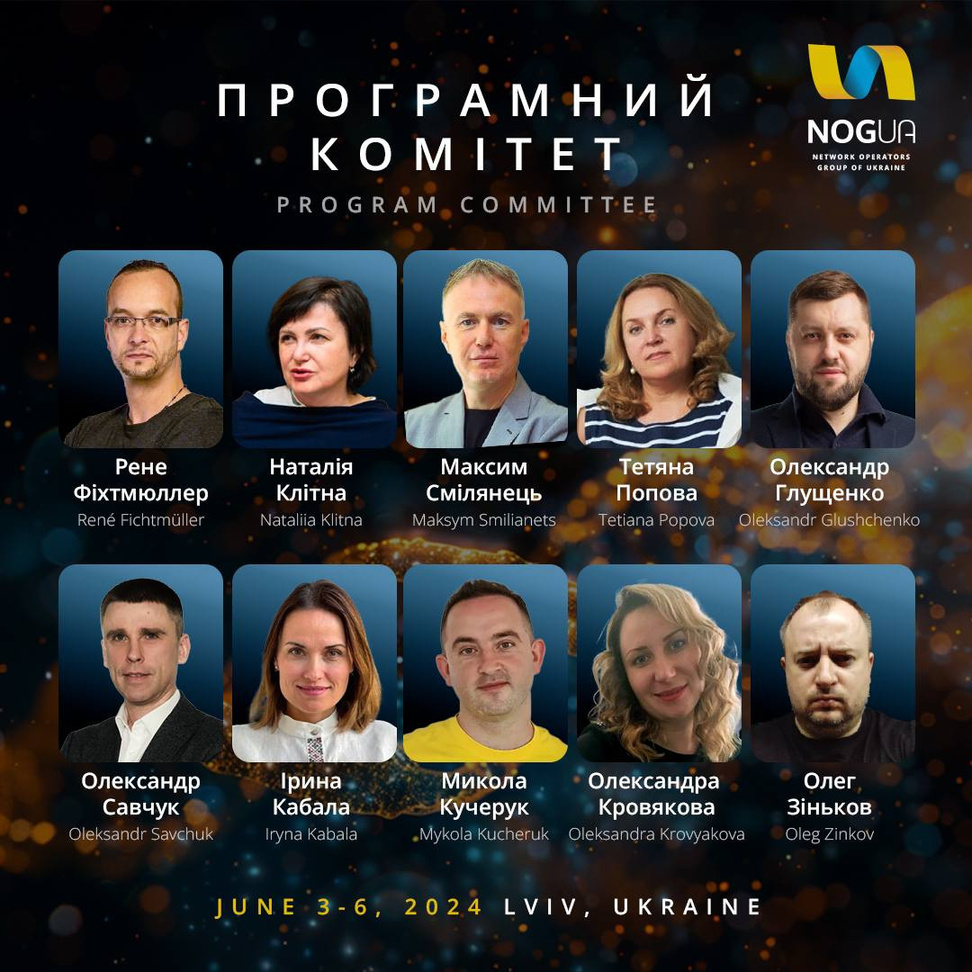 ПРОГРАМНИЙ
КОМІТЕТ
PROGRAM COMMITTEE
NOGUA
NETWORK OPERATORS
GROUP OF UKRAINE
Рене
Фіхтмюллер
René Fichtmüller
Наталія
Клітна
Nataliia Klitna
Максим
Смілянець
Maksym Smilianets
Тетяна
Попова
Tetiana Popova
Олександр
Глущенко
Oleksandr Glushchenko
Олександр
Савчук
Oleksandr Savchuk
Ірина
Кабала
Iryna Kabala
Микола
Кучерук
Mykola Kucheruk
Олександра
Кровякова
Oleksandra Krovyakova
Олег
Зіньков
Oleg Zinkov
JUNE 3-6, 2024 LVIV, UKRAINE